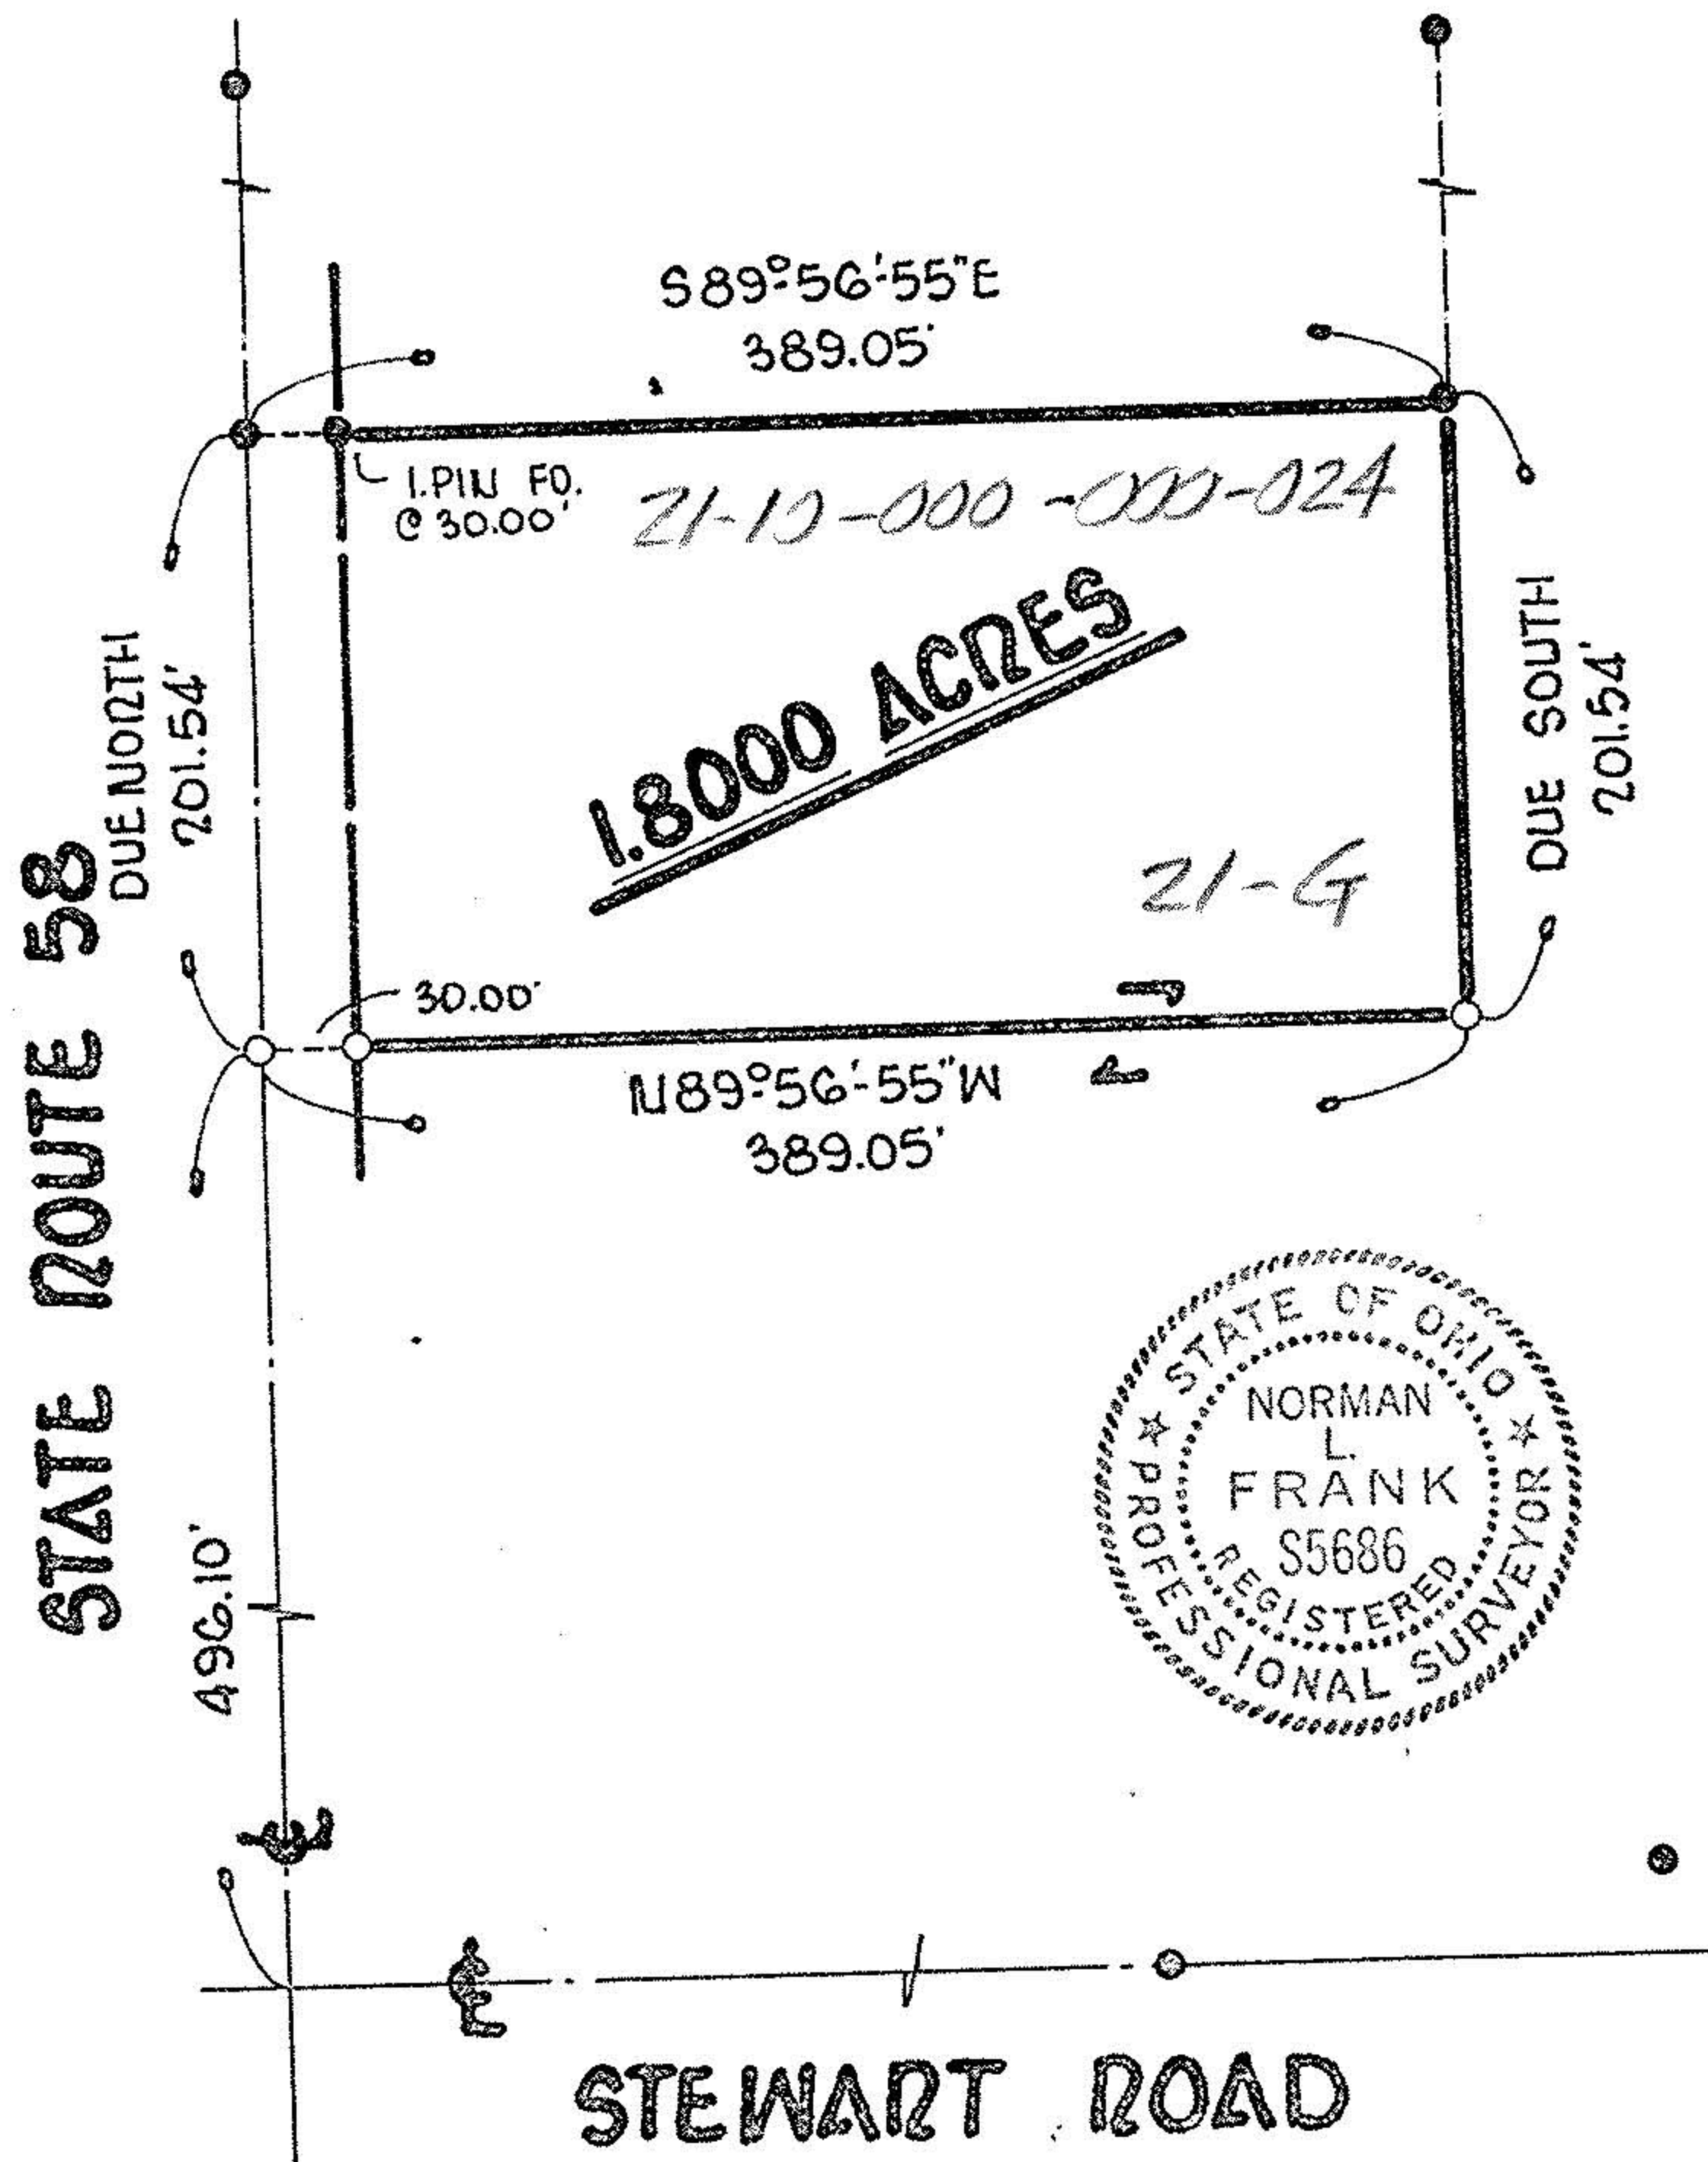 S89°-56'-55"E
389.05'
I.PIN FD.
@ 30.00'
21-10-000-000-024
DUE NORTH
201.54'
1.8000 ACRES
DUE SOUTH
201.54'
21-G
30.00'
N89°-56'-55"W
389.05'
STATE ROUTE 58
496.10'
STATE OF OHIO
NORMAN
L.
FRANK
S5686
REGISTERED
PROFESSIONAL SURVEYOR
STEWART ROAD